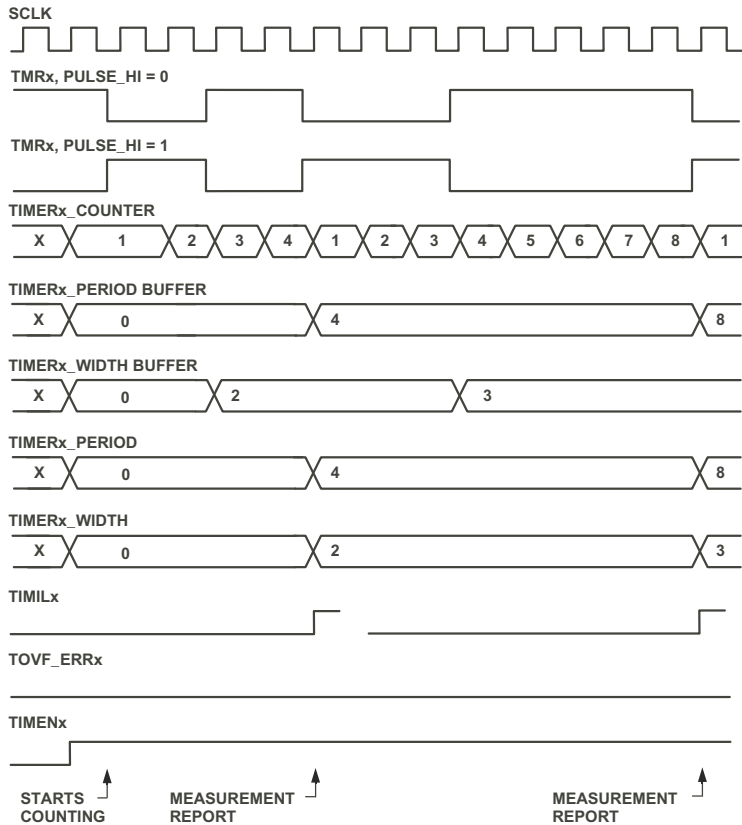 SCLK
TMRx, PULSE_HI = 0
TMRx, PULSE_HI = 1
TIMERx_COUNTER
X 1 2 3 4 1 2 3 4 5 6 7 8 1
TIMERx_PERIOD BUFFER
X 0 4 8
TIMERx_WIDTH BUFFER
X 0 2 3
TIMERx_PERIOD
X 0 4 8
TIMERx_WIDTH
X 0 2 3
TIMILx
TOVF_ERRx
TIMENx
STARTS
COUNTING
MEASUREMENT
REPORT
MEASUREMENT
REPORT